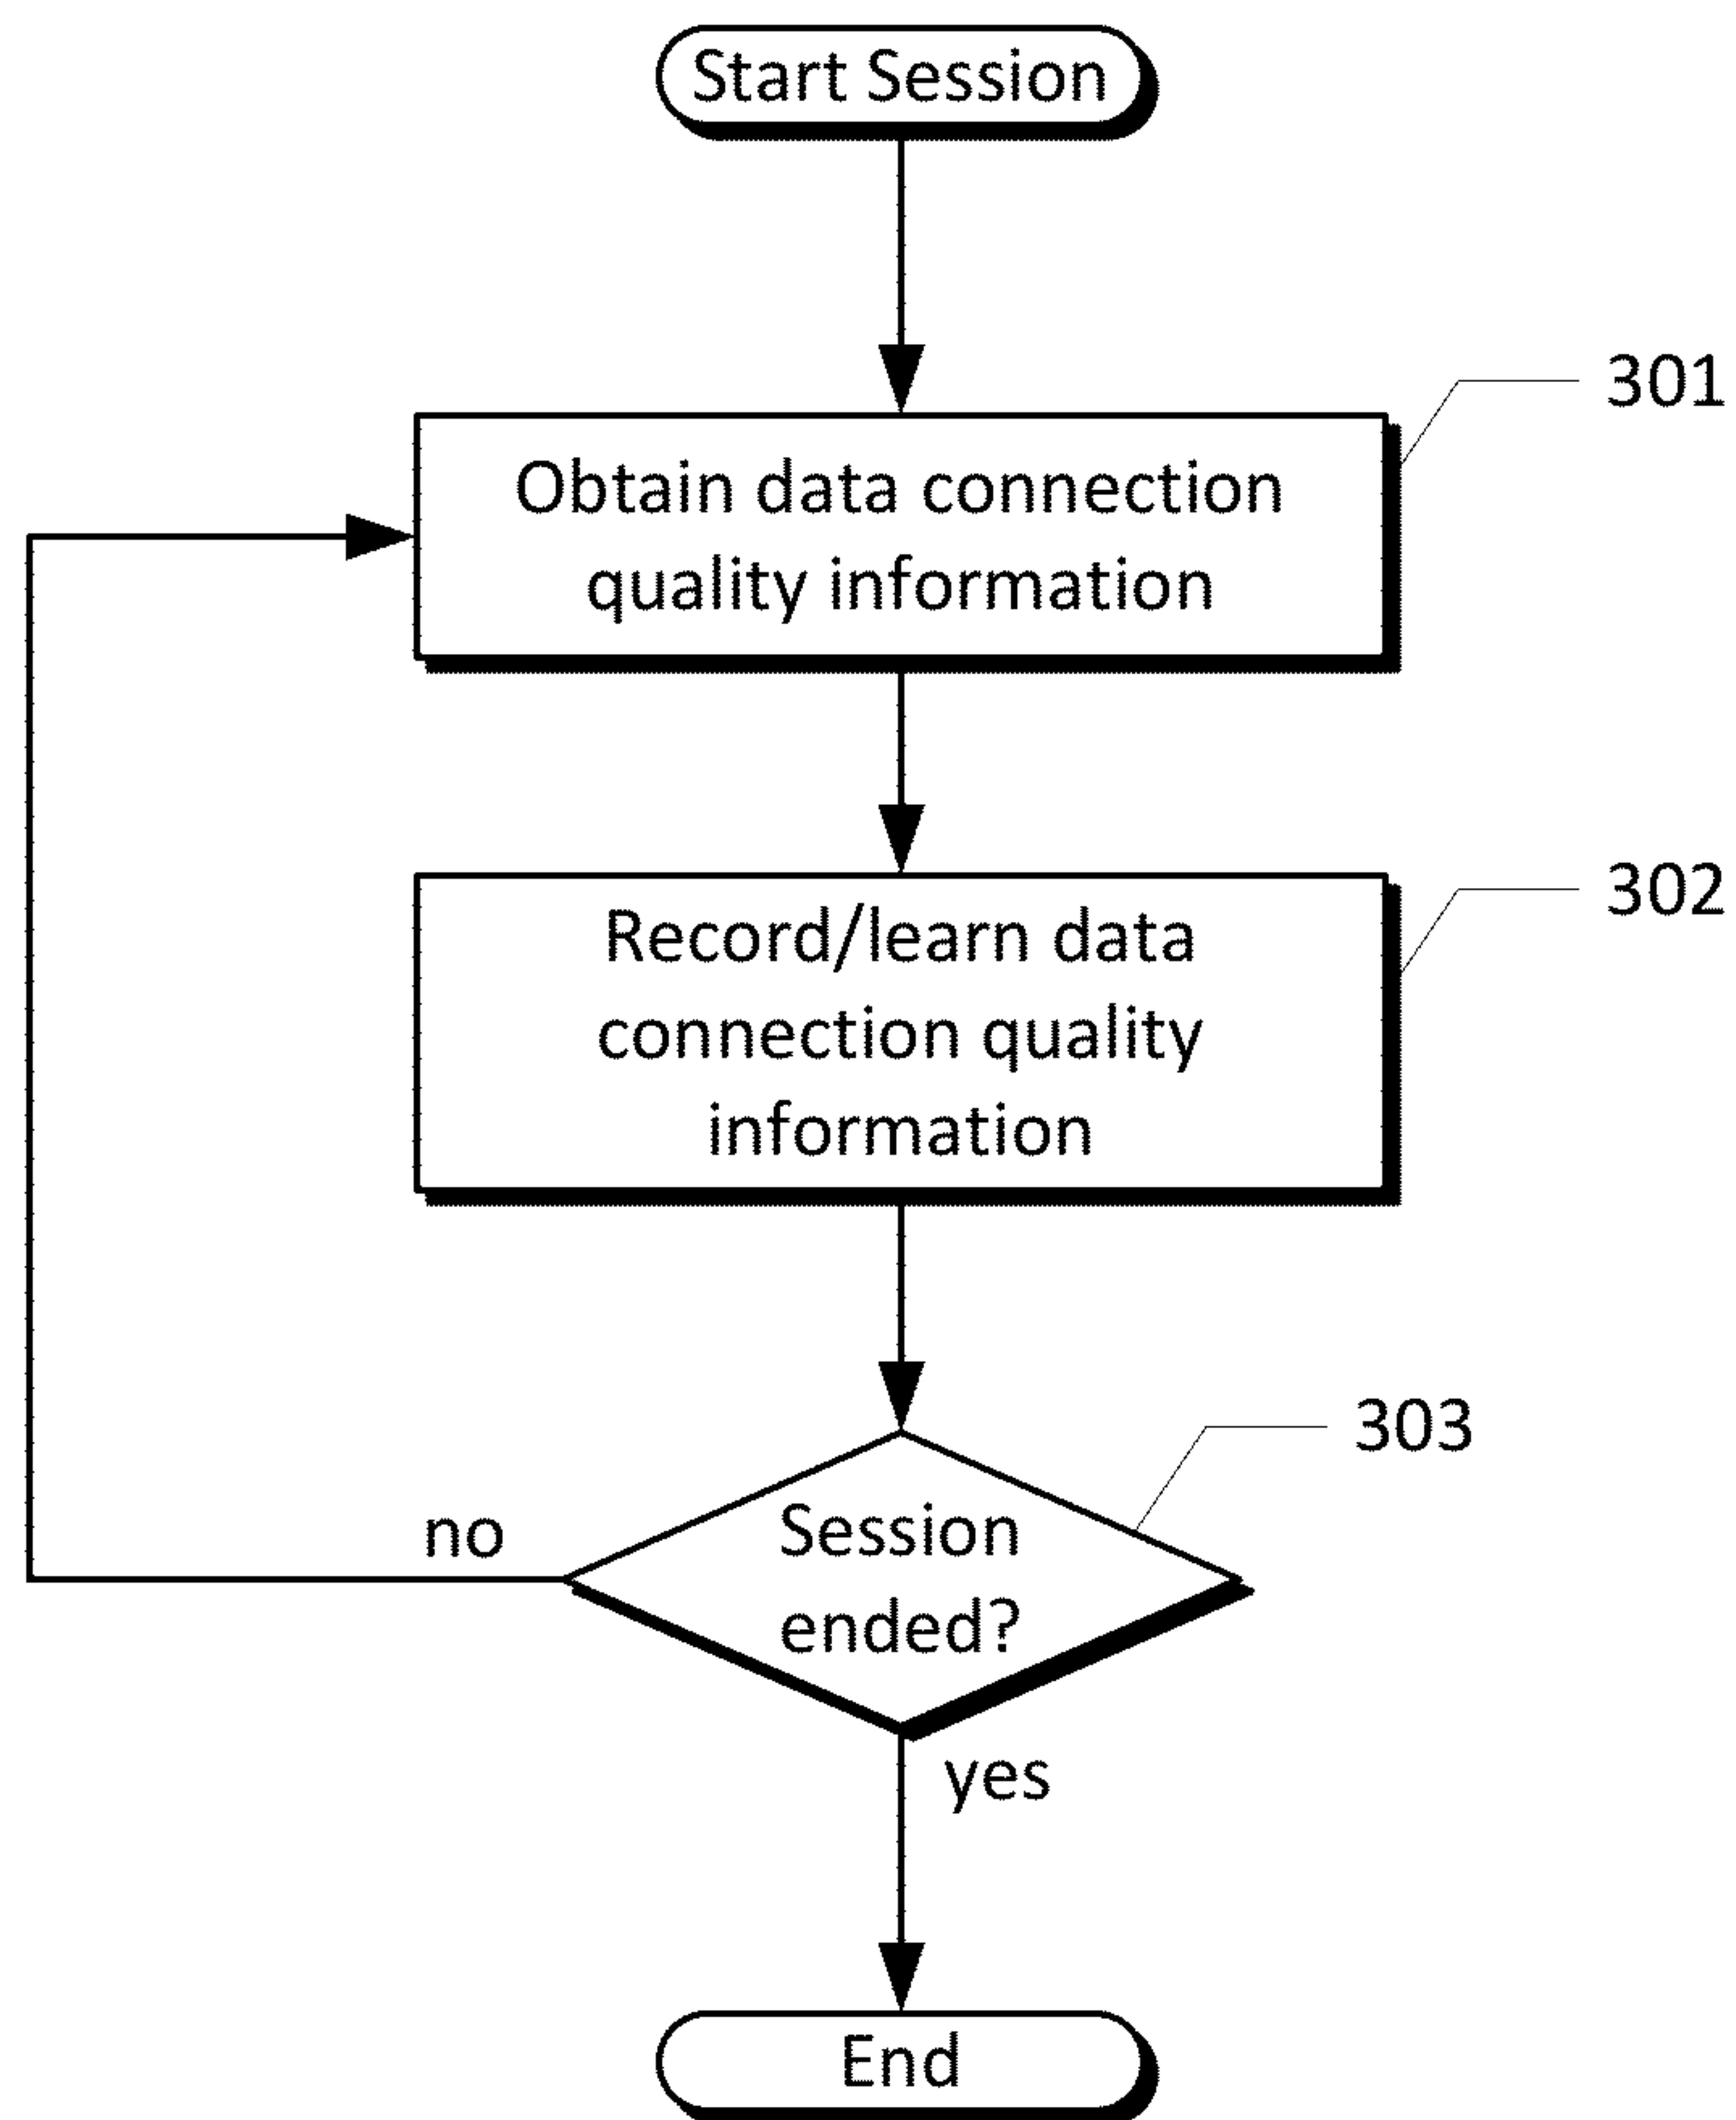 Start Session
301
Obtain data connection
quality information
302
Record/learn data
connection quality
information
303
no
Session
ended?
yes
End